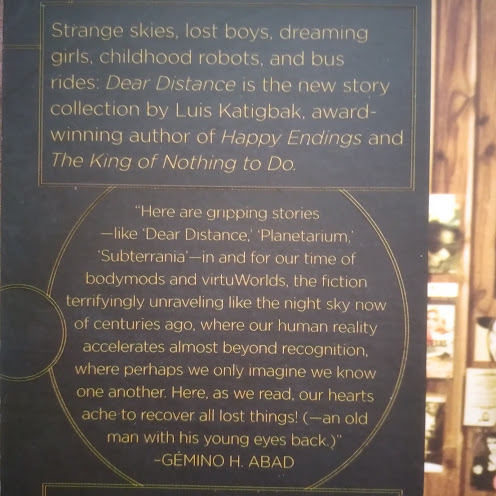 Strange skies, lost boys, dreaming
girls, childhood robots, and bus
rides: Dear Distance is the new story
collection by Luis Katigbak, award-
winning author of Happy Endings and
The King of Nothing to Do.
“Here are gripping stories
—like ‘Dear Distance,’ ‘Planetarium,’
‘Subterrania’—in and for our time of
bodymods and virtuWorlds, the fiction
terrifyingly unraveling like the night sky now
of centuries ago, where our human reality
accelerates almost beyond recognition,
where perhaps we only imagine we know
one another. Here, as we read, our hearts
ache to recover all lost things! (—an old
man with his young eyes back.)”
–GÉMINO H. ABAD